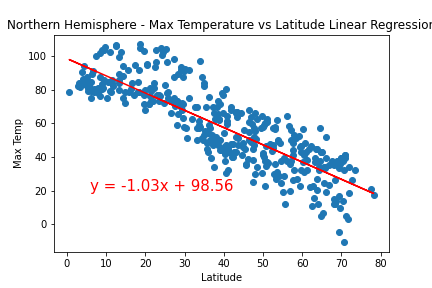 Northern Hemisphere - Max Temperature vs Latitude Linear Regression
100
80
60
40
20
0
Max Temp
y = -1.03x + 98.56
0 10 20 30 40 50 60 70 80
Latitude